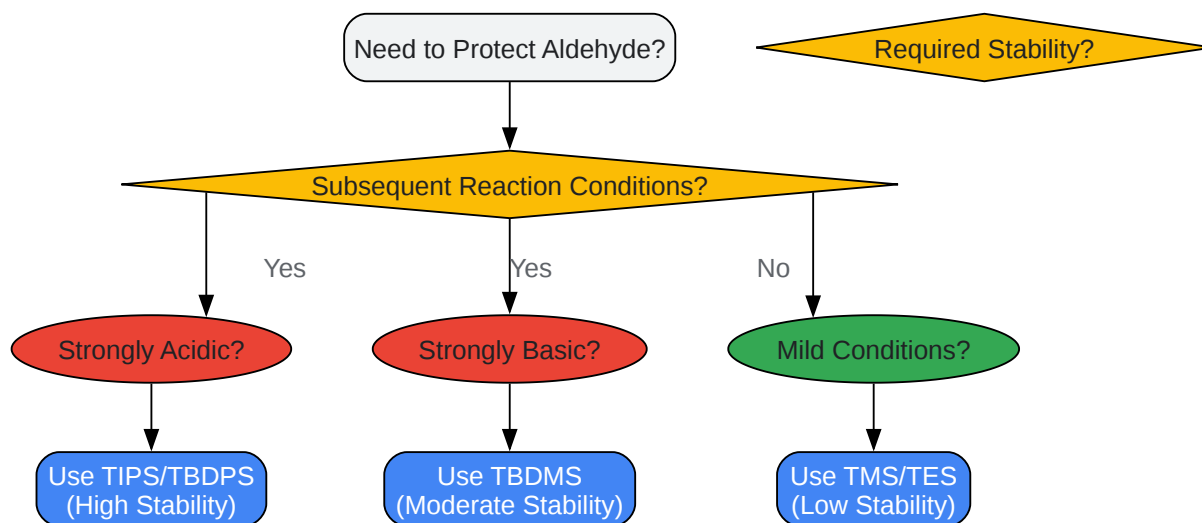 Need to Protect Aldehyde?
Required Stability?
Subsequent Reaction Conditions?
Yes
Yes
No
Strongly Acidic?
Strongly Basic?
Mild Conditions?
Use TIPS/TBDPS
(High Stability)
Use TBDMS
(Moderate Stability)
Use TMS/TES
(Low Stability)